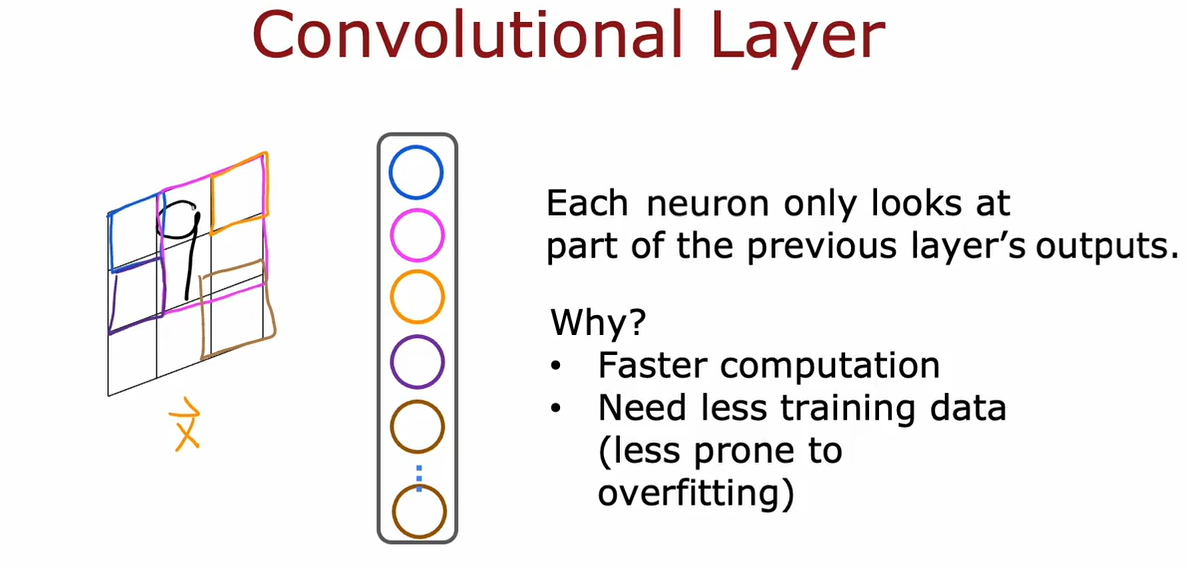 Convolutional Layer
9
x⃗
Each neuron only looks at
part of the previous layer's outputs.
Why?
• Faster computation
• Need less training data
(less prone to
overfitting)